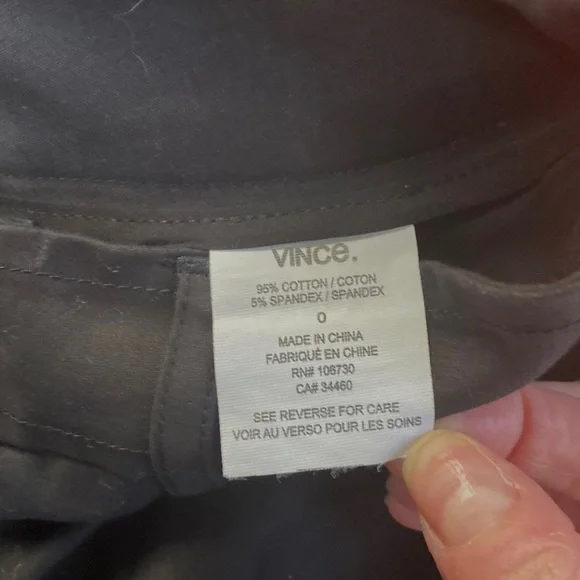 VINCE.
95% COTTON / COTON
5% SPANDEX / SPANDEX
0
MADE IN CHINA
FABRIQUÉ EN CHINE
RN# 106730
CA# 34460
SEE REVERSE FOR CARE
VOIR AU VERSO POUR LES SOINS